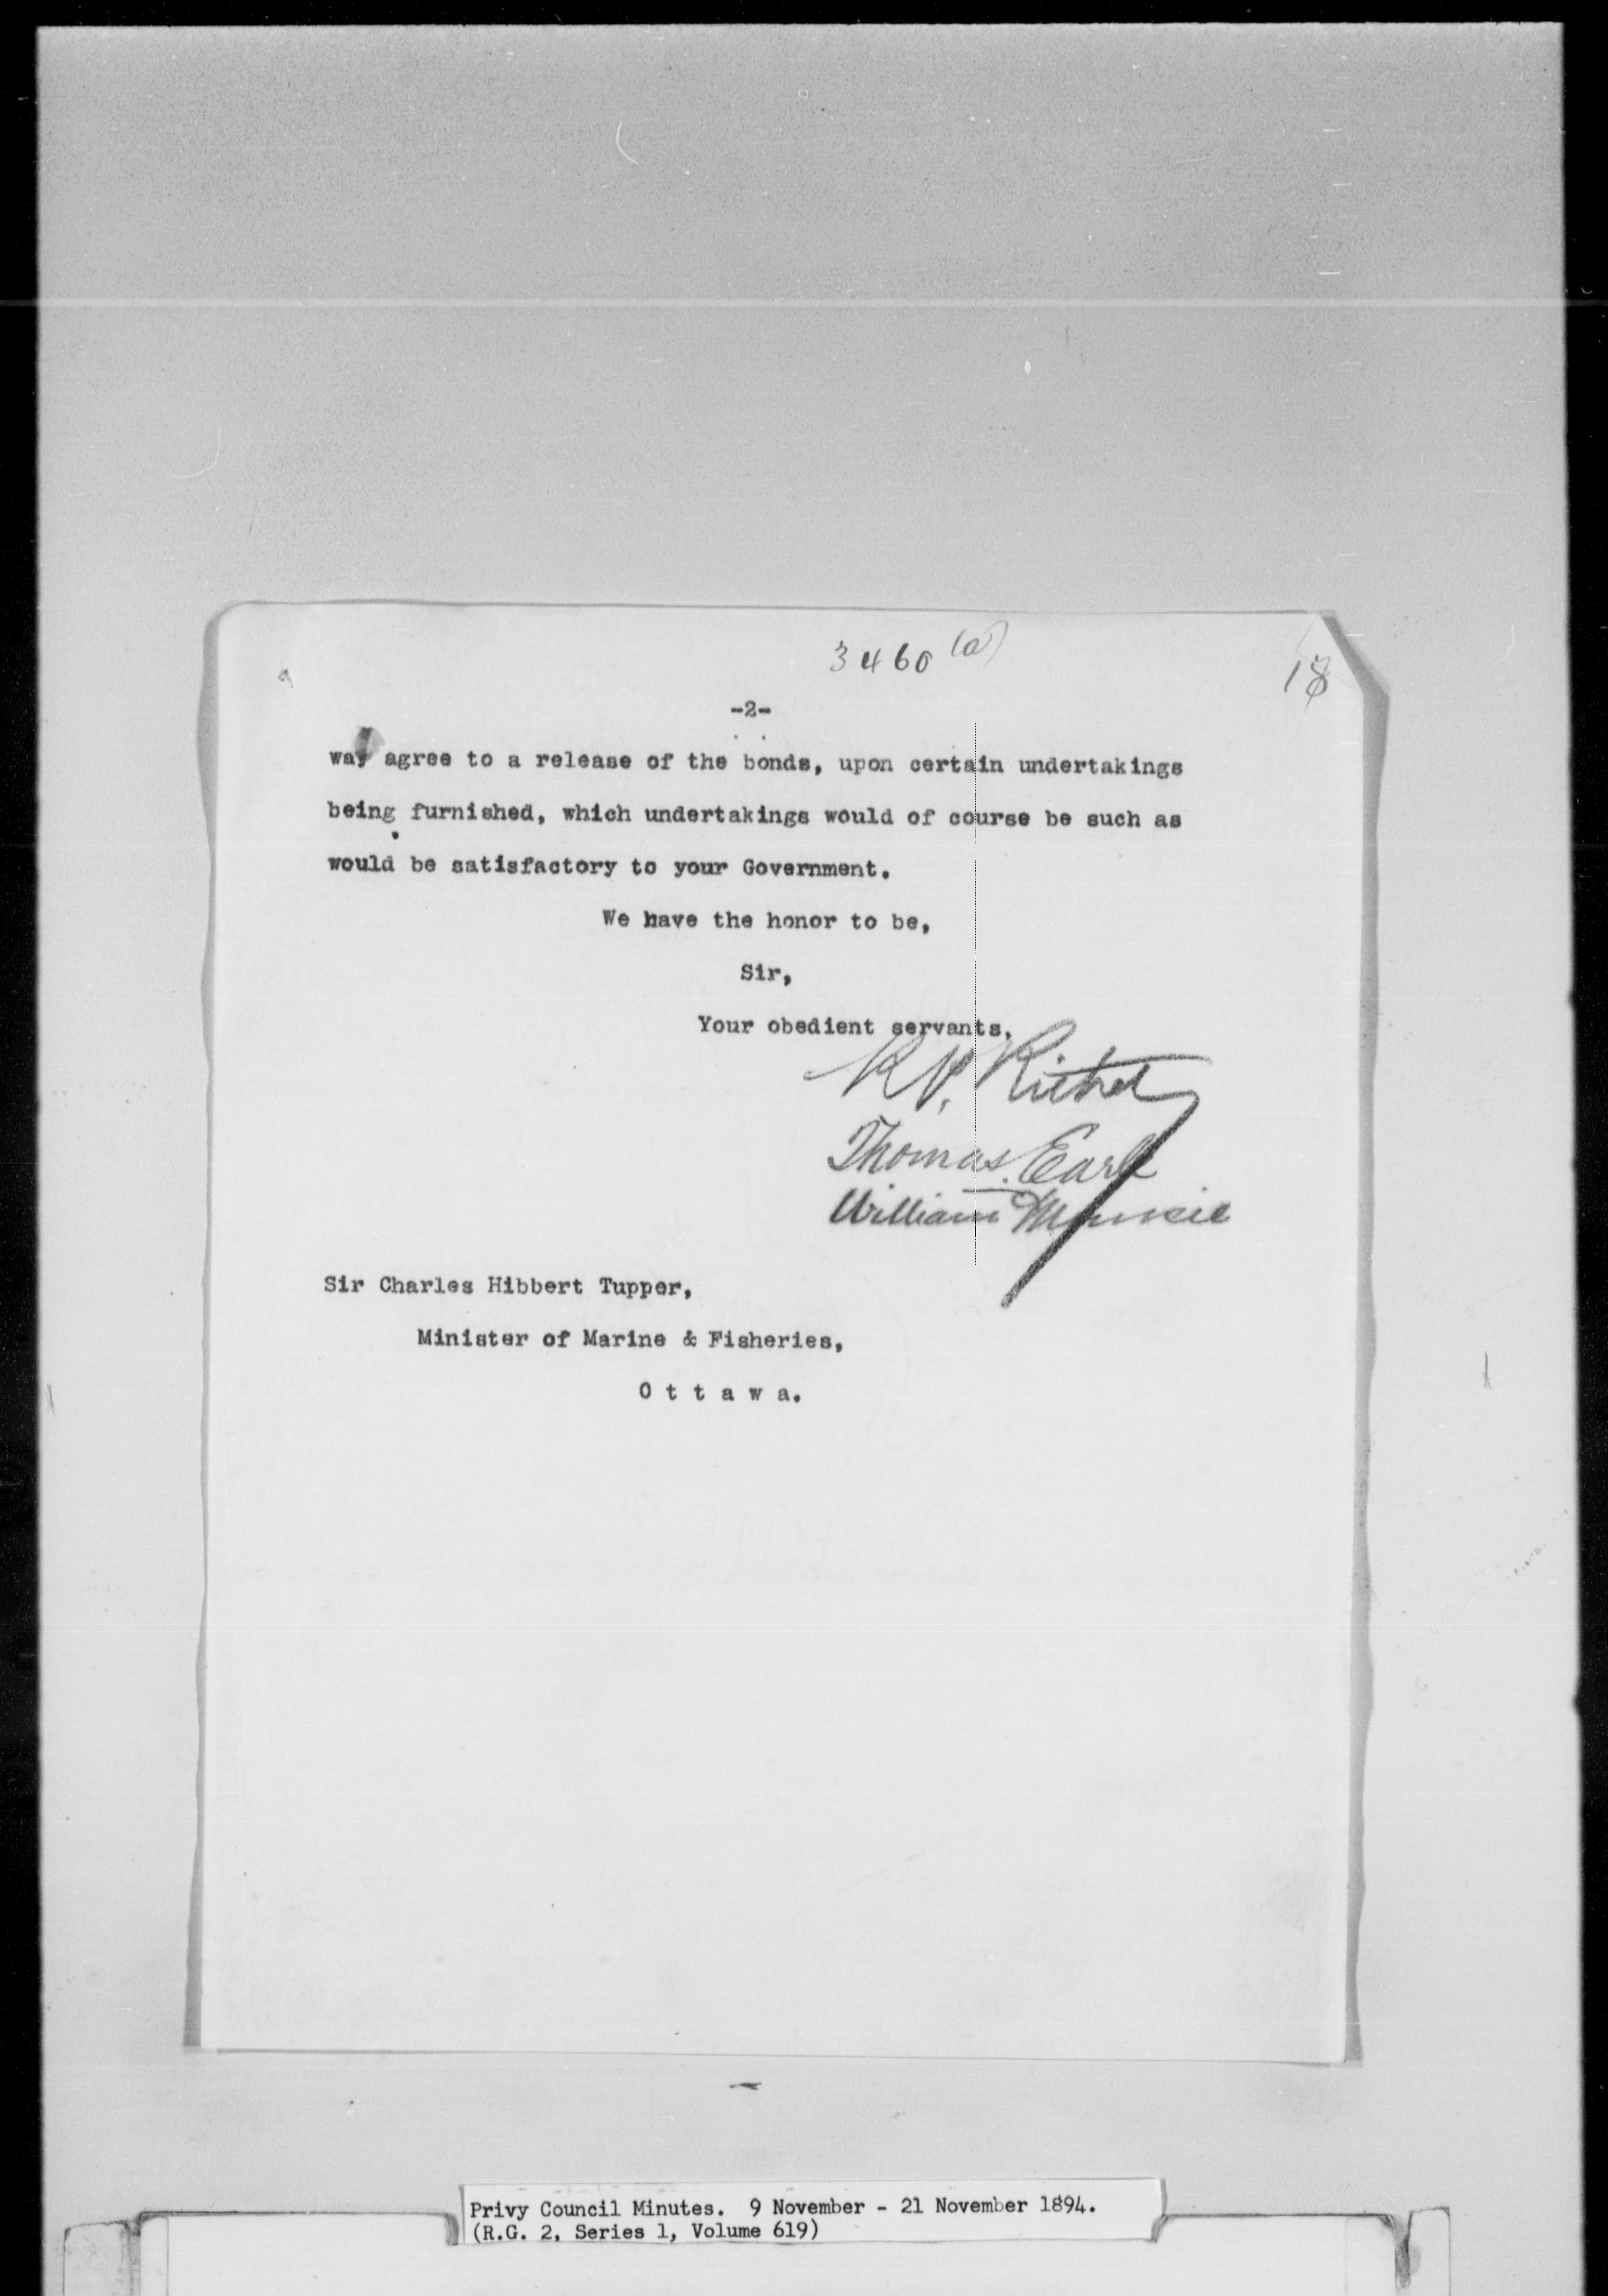 3460 (a)
18
-2-
way agree to a release of the bonds, upon certain undertakings
being furnished, which undertakings would of course be such as
would be satisfactory to your Government.
We have the honor to be,
Sir,
Your obedient servants,
R.P. Rithet
Thomas Earle
William Munsie
Sir Charles Hibbert Tupper,
Minister of Marine & Fisheries,
O t t a w a.
Privy Council Minutes. 9 November - 21 November 1894.
(R.G. 2, Series 1, Volume 619)